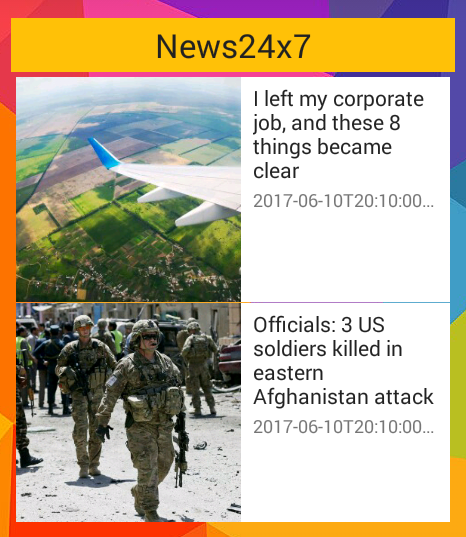 News24x7
I left my corporate
job, and these 8
things became
clear
2017-06-10T20:10:00...
Officials: 3 US
soldiers killed in
eastern
Afghanistan attack
2017-06-10T20:10:00...